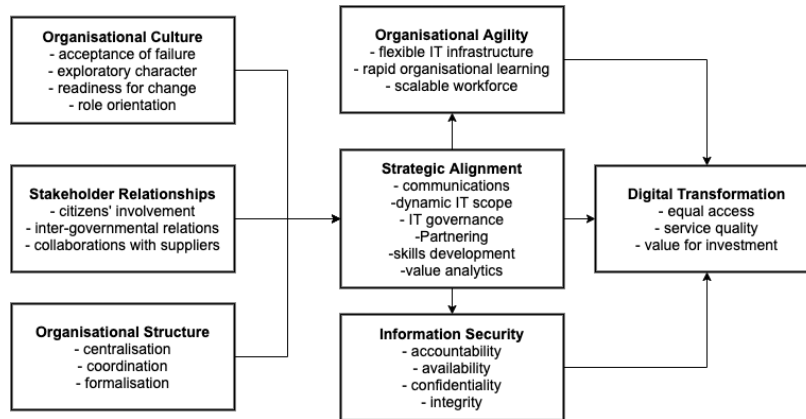 Organisational Culture
- acceptance of failure
- exploratory character
- readiness for change
- role orientation
Stakeholder Relationships
- citizens' involvement
- inter-governmental relations
- collaborations with suppliers
Organisational Structure
- centralisation
- coordination
- formalisation
Organisational Agility
- flexible IT infrastructure
- rapid organisational learning
- scalable workforce
Strategic Alignment
- communications
-dynamic IT scope
- IT governance
-Partnering
-skills development
-value analytics
Information Security
- accountability
- availability
- confidentiality
- integrity
Digital Transformation
- equal access
- service quality
- value for investment